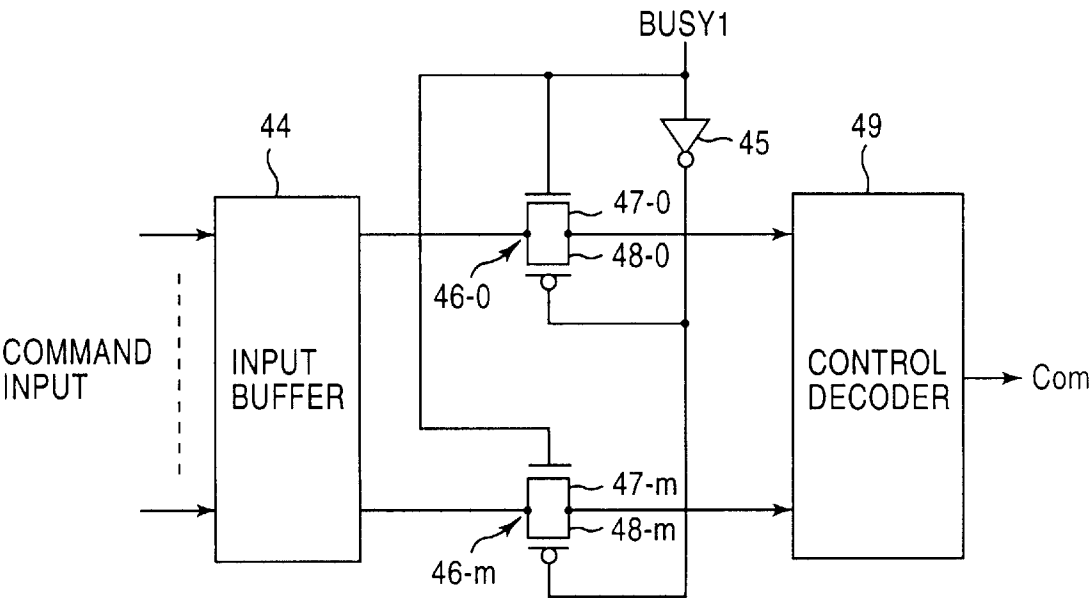 BUSY1
44
45
49
47-0
48-0
46-0
COMMAND
INPUT
INPUT
BUFFER
CONTROL
DECODER
Com
47-m
48-m
46-m